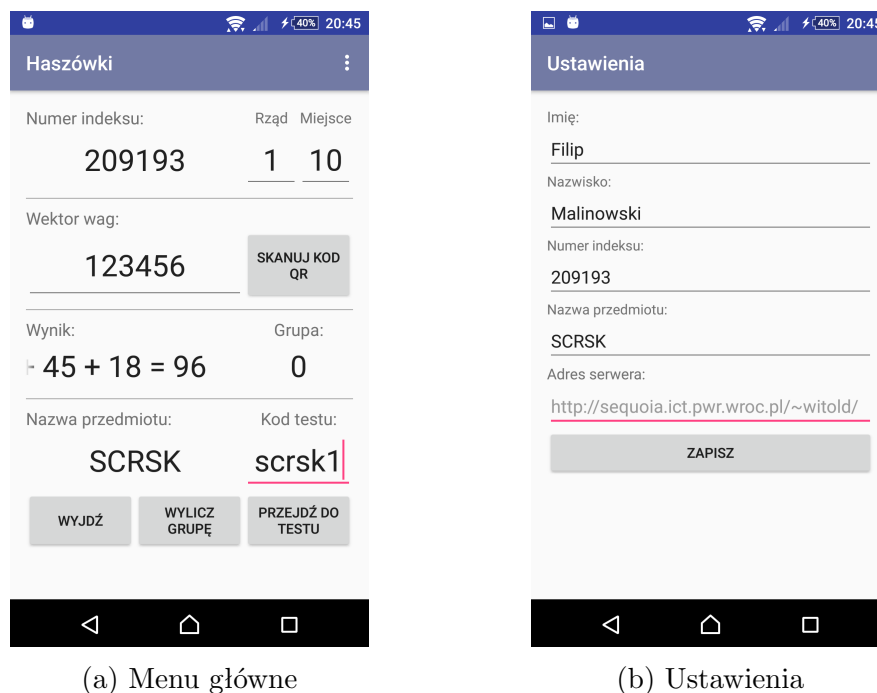 40% 20:45
Haszówki
Numer indeksu: Rząd Miejsce
209193 1 10
Wektor wag:
123456 SKANUJ KOD
QR
Wynik: Grupa:
45 + 18 = 96 0
Nazwa przedmiotu: Kod testu:
SCRSK scrsk1
WYJDŹ WYLICZ
GRUPĘ PRZEJDŹ DO
TESTU
(a) Menu główne
40% 20:45
Ustawienia
Imię:
Filip
Nazwisko:
Malinowski
Numer indeksu:
209193
Nazwa przedmiotu:
SCRSK
Adres serwera:
http://sequoia.ict.pwr.wroc.pl/~witold/
ZAPISZ
(b) Ustawienia